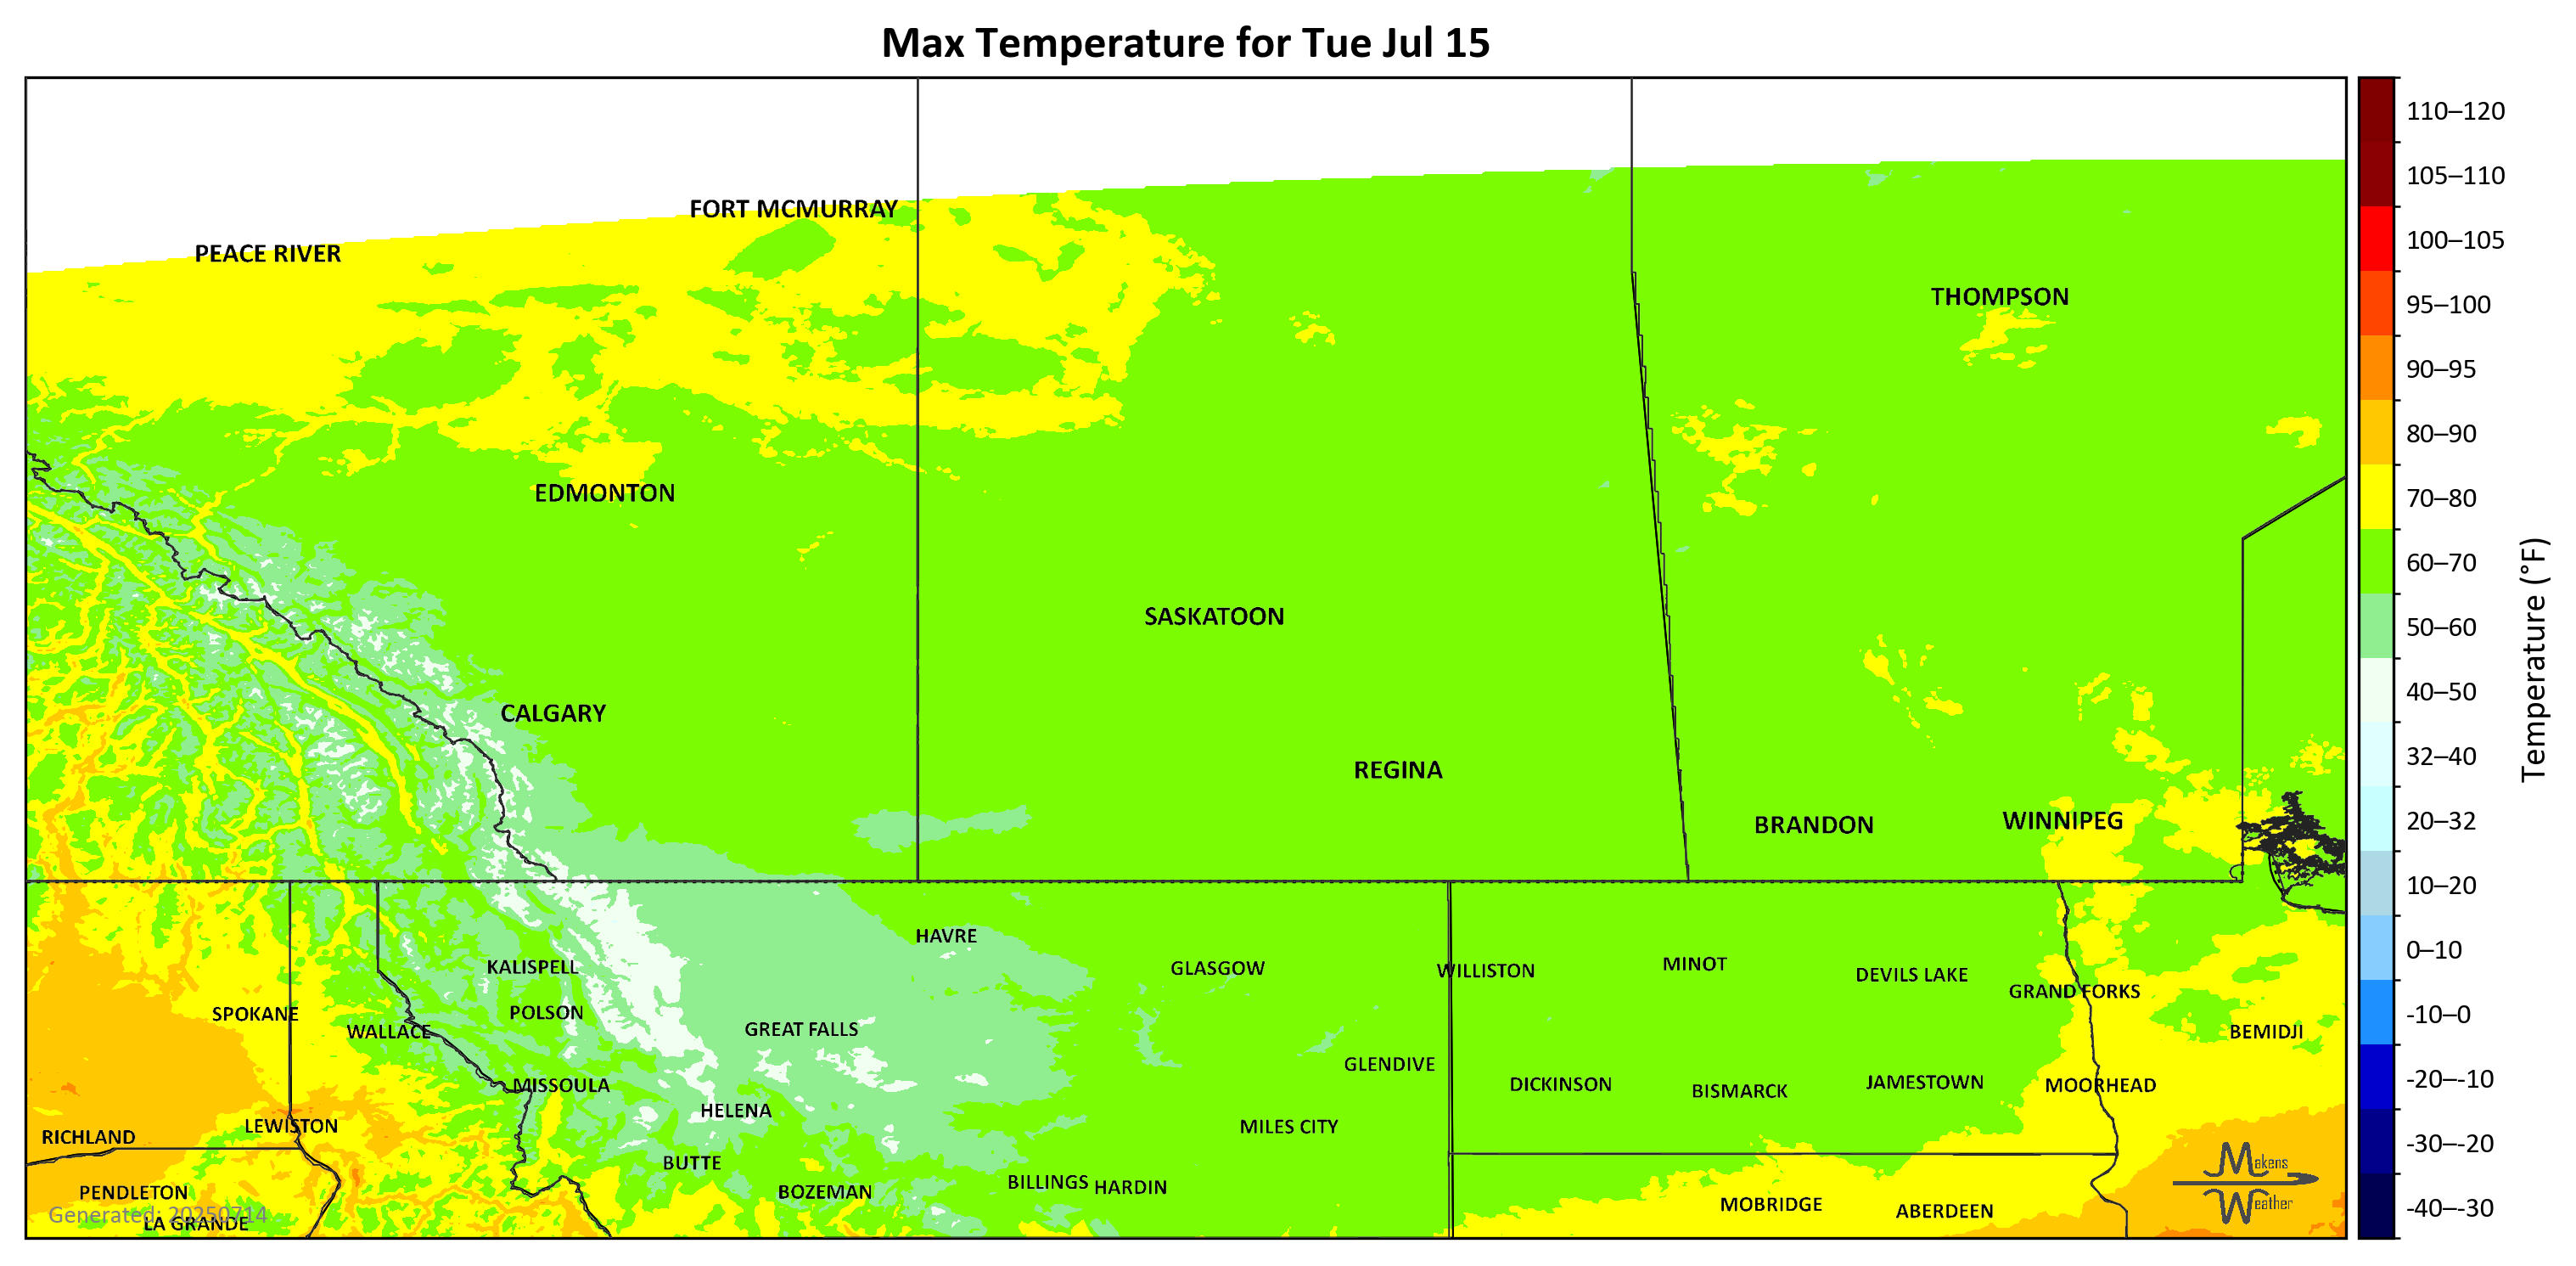 Max Temperature for Tue Jul 15
FORT MCMURRAY
PEACE RIVER
THOMPSON
EDMONTON
SASKATOON
CALGARY
REGINA
BRANDON
WINNIPEG
HAVRE
KALISPELL
GLASGOW
WILLISTON
MINOT
DEVILS LAKE
GRAND FORKS
SPOKANE
POLSON
WALLACE
GREAT FALLS
BEMIDJI
GLENDIVE
MISSOULA
DICKINSON
BISMARCK
JAMESTOWN
MOORHEAD
HELENA
LEWISTON
MILES CITY
RICHLAND
BUTTE
BOZEMAN
BILLINGS
HARDIN
PENDLETON
MOBRIDGE
ABERDEEN
LA GRANDE
Generated: 20250714
Makens
Weather
110–120
105–110
100–105
95–100
90–95
80–90
70–80
60–70
50–60
40–50
32–40
20–32
10–20
0–10
-10–0
-20–-10
-30–-20
-40–-30
Temperature (°F)